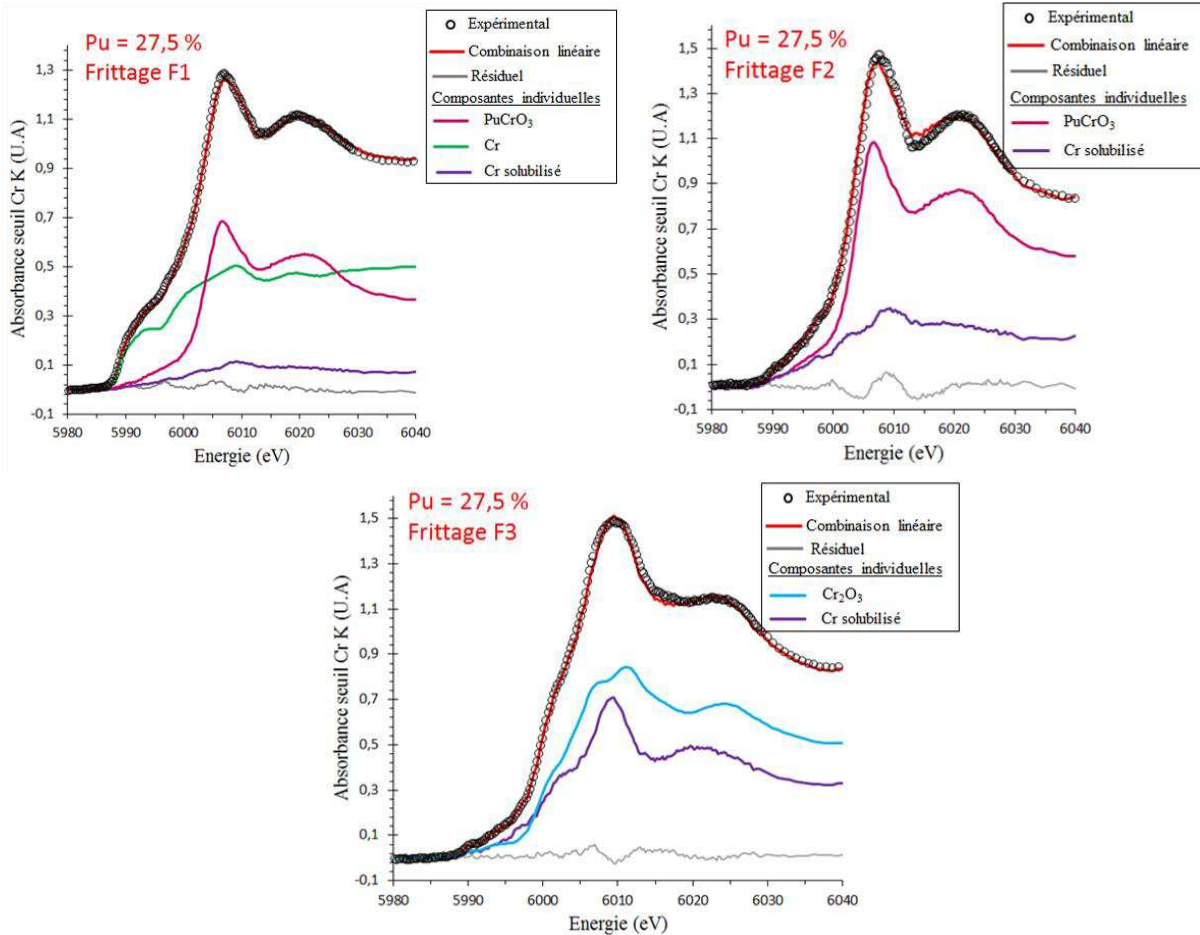 Pu = 27,5 %
Frittage F1
Expérimental
Combinaison linéaire
Résiduel
Composantes individuelles
PuCrO3
Cr
Cr solubilisé
Absorbance seuil Cr K (U.A)
1,3
1,1
0,9
0,7
0,5
0,3
0,1
-0,1
5980 5990 6000 6010 6020 6030 6040
Energie (eV)
Pu = 27,5 %
Frittage F2
Expérimental
Combinaison linéaire
Résiduel
Composantes individuelles
PuCrO3
Cr solubilisé
Absorbance seuil Cr K (U.A)
1,5
1,3
1,1
0,9
0,7
0,5
0,3
0,1
-0,1
5980 5990 6000 6010 6020 6030 6040
Energie (eV)
Pu = 27,5 %
Frittage F3
Expérimental
Combinaison linéaire
Résiduel
Composantes individuelles
Cr2O3
Cr solubilisé
Absorbance seuil Cr K (U.A)
1,5
1,3
1,1
0,9
0,7
0,5
0,3
0,1
-0,1
5980 5990 6000 6010 6020 6030 6040
Energie (eV)